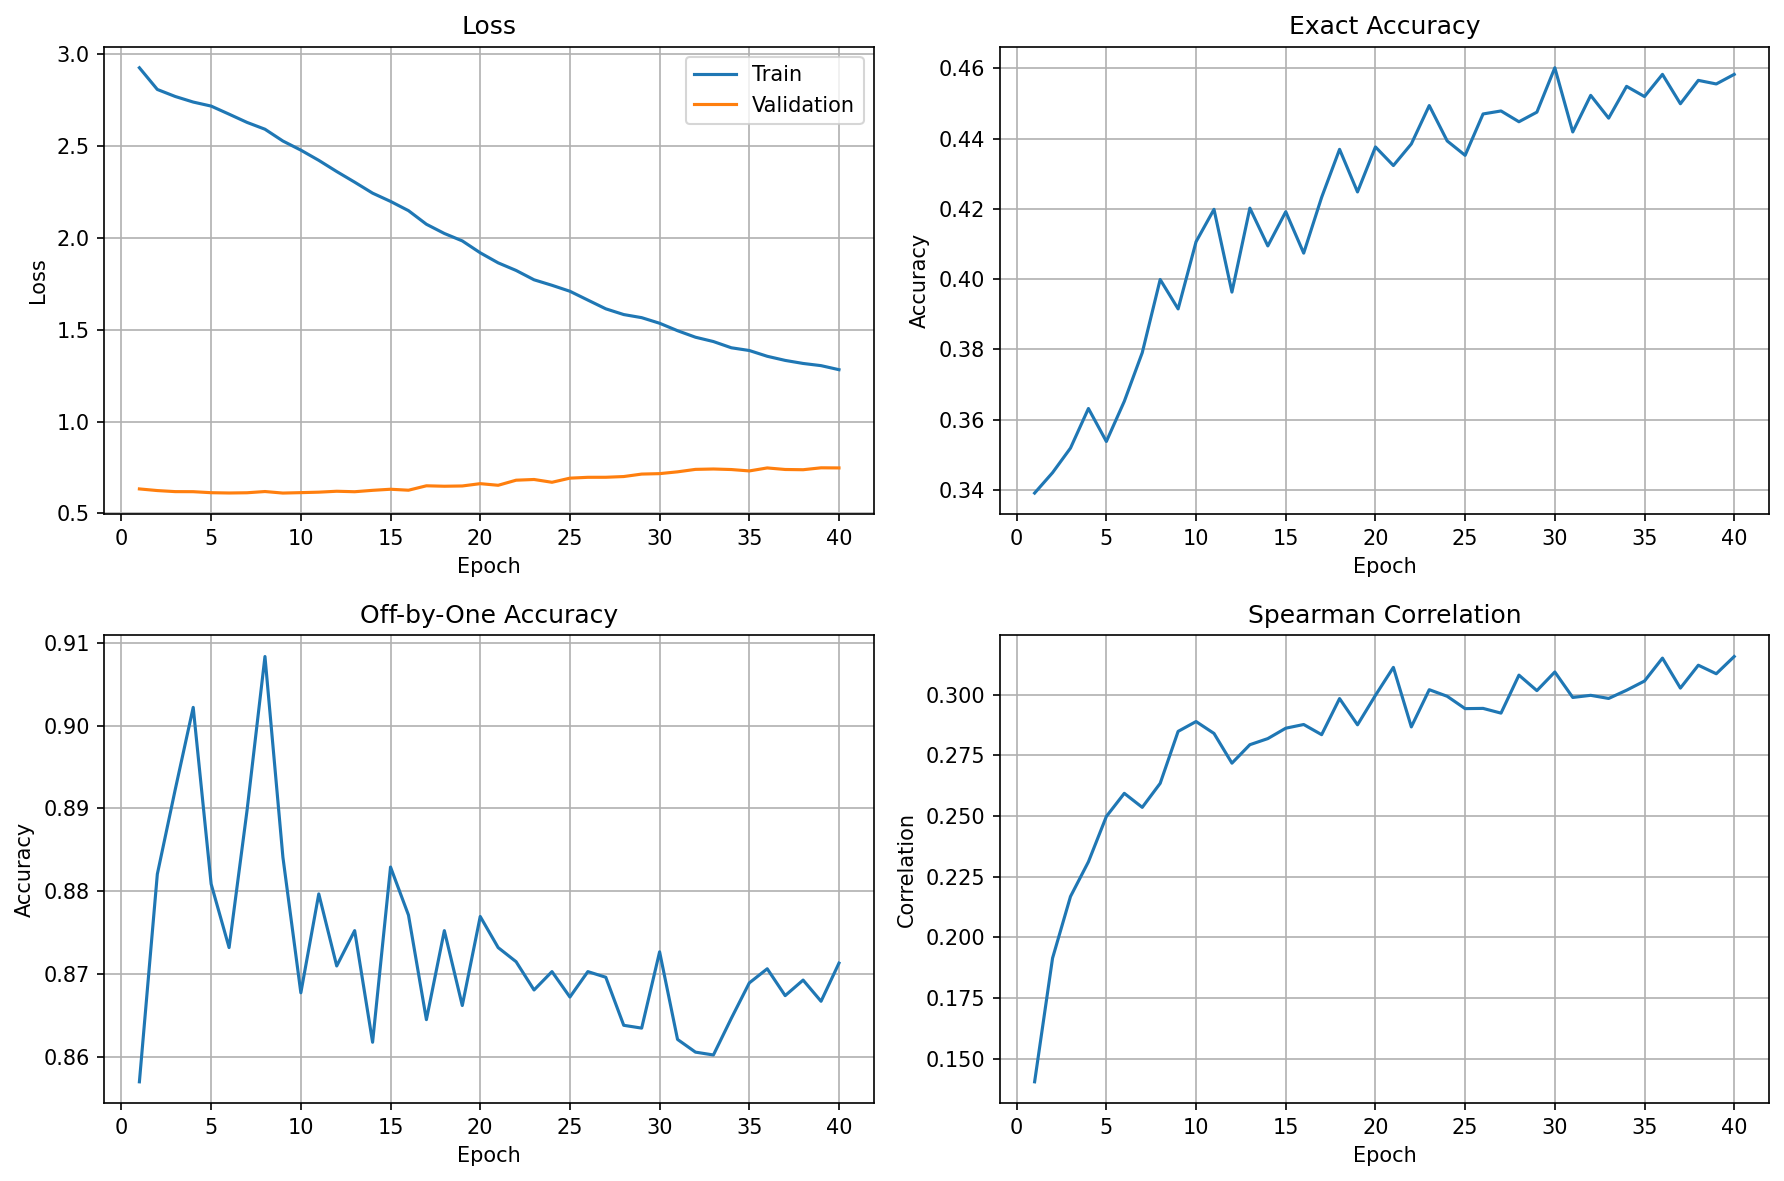 Loss
3.0
2.5
2.0
1.5
1.0
0.5
Loss
Train
Validation
0 5 10 15 20 25 30 35 40
Epoch
Exact Accuracy
0.46
0.44
0.42
0.40
0.38
0.36
0.34
Accuracy
0 5 10 15 20 25 30 35 40
Epoch
Off-by-One Accuracy
0.91
0.90
0.89
0.88
0.87
0.86
Accuracy
0 5 10 15 20 25 30 35 40
Epoch
Spearman Correlation
0.300
0.275
0.250
0.225
0.200
0.175
0.150
Correlation
0 5 10 15 20 25 30 35 40
Epoch